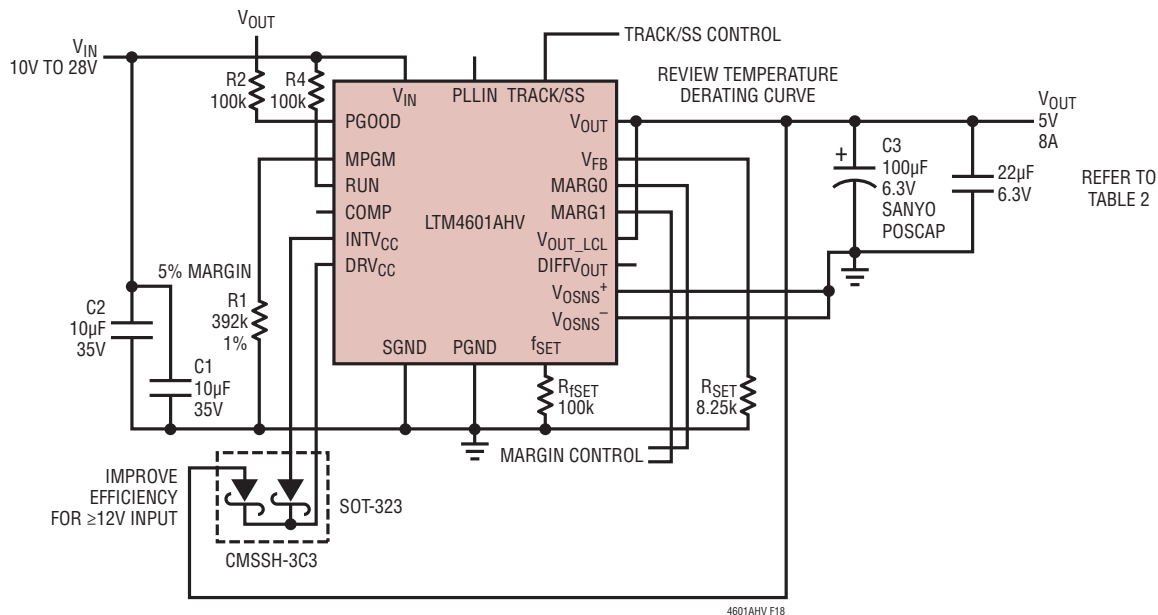 VOUT
VIN
10V TO 28V
TRACK/SS CONTROL
R2
100k
R4
100k
REVIEW TEMPERATURE
DERATING CURVE
VIN
PLLIN
TRACK/SS
PGOOD
MPGM
RUN
COMP
INTVCC
DRVCC
LTM4601AHV
VOUT
VFB
MARG0
MARG1
VOUT_LCL
DIFFVOUT
VOSNS+
VOSNS–
SGND
PGND
fSET
VOUT
5V
8A
+
C3
100µF
6.3V
SANYO
POSCAP
22µF
6.3V
REFER TO
TABLE 2
5% MARGIN
C2
10µF
35V
R1
392k
1%
C1
10µF
35V
RfSET
100k
RSET
8.25k
MARGIN CONTROL
IMPROVE
EFFICIENCY
FOR ≥12V INPUT
SOT-323
CMSSH-3C3
4601AHV F18